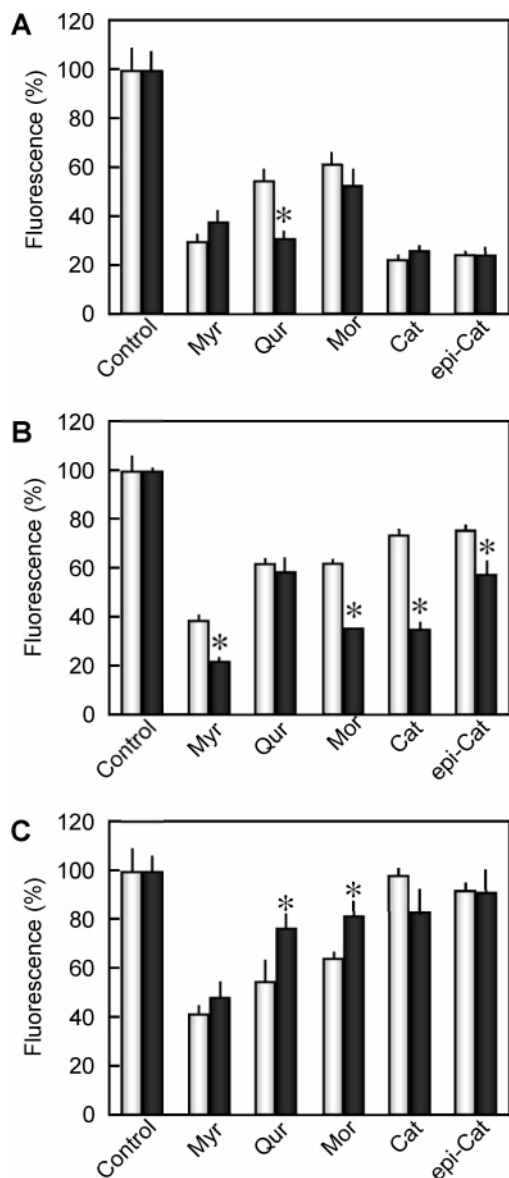 A
Fluorescence (%)
120
100
80
60
40
20
0
*
Control
Myr
Qur
Mor
Cat
epi-Cat
B
Fluorescence (%)
120
100
80
60
40
20
0
*
*
*
*
Control
Myr
Qur
Mor
Cat
epi-Cat
C
Fluorescence (%)
120
100
80
60
40
20
0
*
*
Control
Myr
Qur
Mor
Cat
epi-Cat